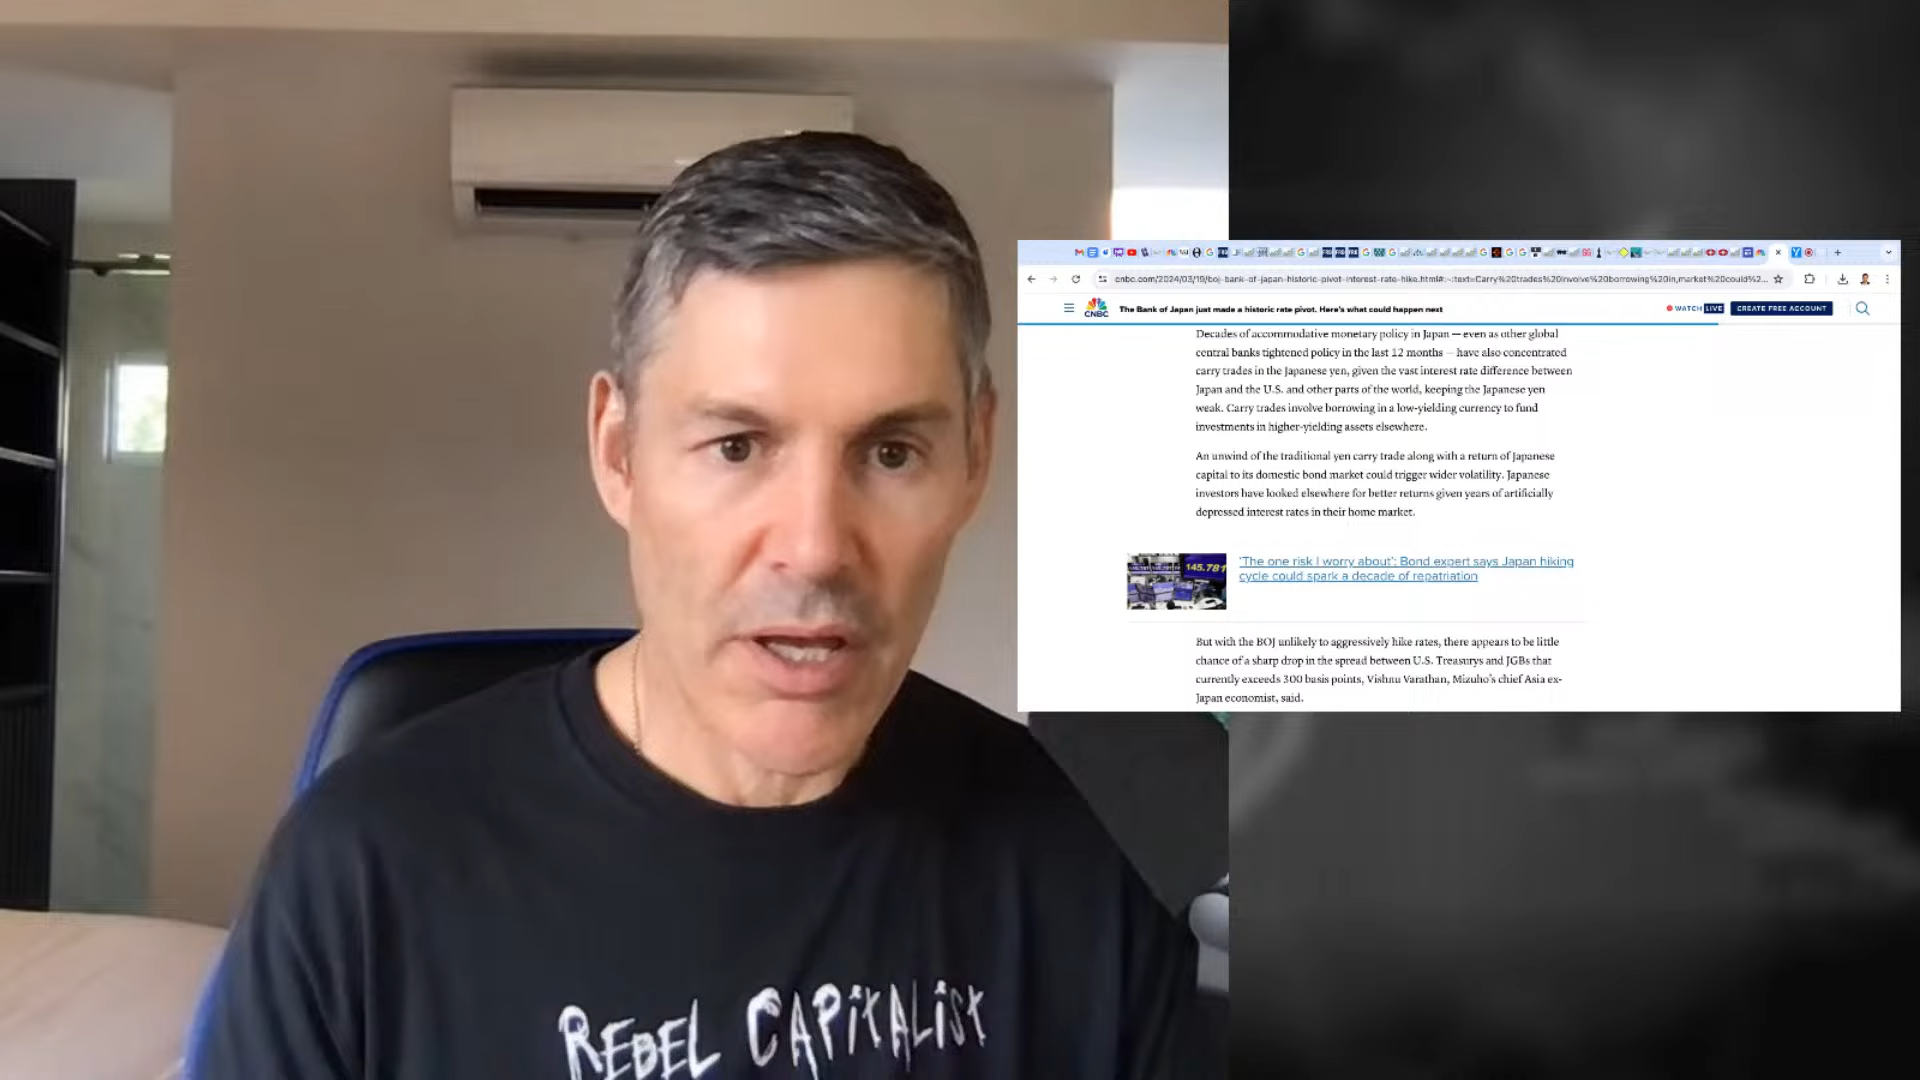 cnbc.com/2024/03/19/boj-bank-of-japan-historic-pivot-interest-rate-hike.html#:~:text=Carry%20trades%20involve%20borrowing%20in,market%20could%2...
CNBC
The Bank of Japan just made a historic rate pivot. Here's what could happen next
WATCH LIVE
CREATE FREE ACCOUNT
Decades of accommodative monetary policy in Japan — even as other global
central banks tightened policy in the last 12 months — have also concentrated
carry trades in the Japanese yen, given the vast interest rate difference between
Japan and the U.S. and other parts of the world, keeping the Japanese yen
weak. Carry trades involve borrowing in a low-yielding currency to fund
investments in higher-yielding assets elsewhere.
An unwind of the traditional yen carry trade along with a return of Japanese
capital to its domestic bond market could trigger wider volatility. Japanese
investors have looked elsewhere for better returns given years of artificially
depressed interest rates in their home market.
145.781
'The one risk I worry about': Bond expert says Japan hiking
cycle could spark a decade of repatriation
But with the BOJ unlikely to aggressively hike rates, there appears to be little
chance of a sharp drop in the spread between U.S. Treasurys and JGBs that
currently exceeds 300 basis points, Vishnu Varathan, Mizuho's chief Asia ex-
Japan economist, said.
REBEL CAPITALIST